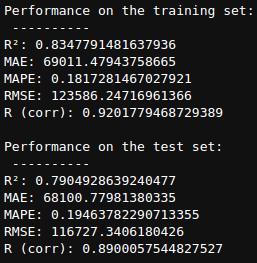 Performance on the training set:
----------
R²: 0.8347791481637936
MAE: 69011.47943758665
MAPE: 0.1817281467027921
RMSE: 123586.24716961366
R (corr): 0.9201779468729389

Performance on the test set:
----------
R²: 0.7904928639240477
MAE: 68100.77981380335
MAPE: 0.19463782290713355
RMSE: 116727.3406180426
R (corr): 0.8900057544827527